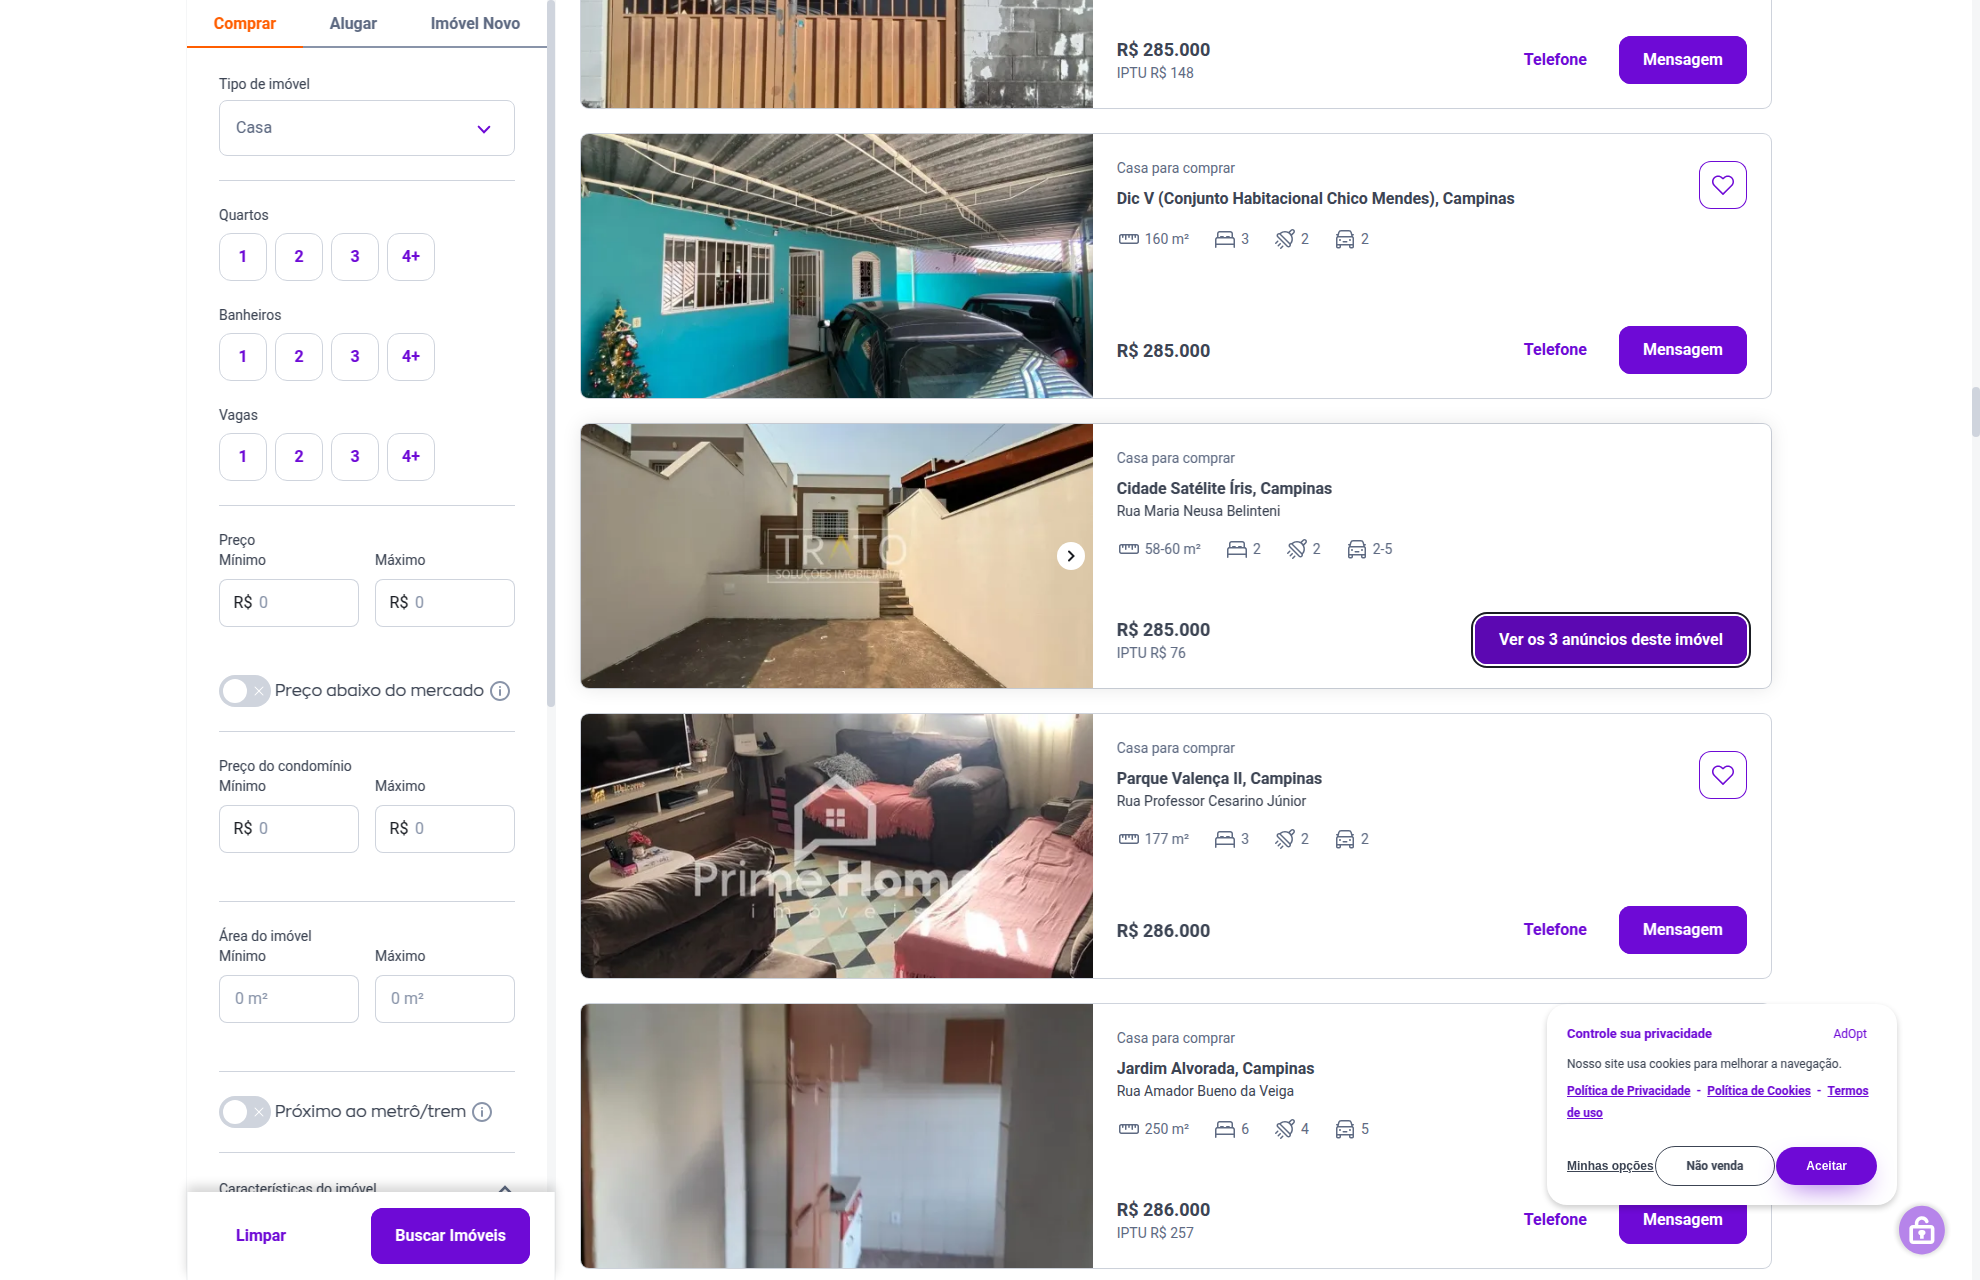 Comprar
Alugar
Imóvel Novo
Tipo de imóvel
Casa
Quartos
1
2
3
4+
Banheiros
1
2
3
4+
Vagas
1
2
3
4+
Preço
Mínimo
Máximo
R$ 0
R$ 0
Preço abaixo do mercado
Preço do condomínio
Mínimo
Máximo
R$ 0
R$ 0
Área do imóvel
Mínimo
Máximo
0 m²
0 m²
Próximo ao metrô/trem
Características do imóvel
Limpar
Buscar Imóveis
R$ 285.000
IPTU R$ 148
Telefone
Mensagem
Casa para comprar
Dic V (Conjunto Habitacional Chico Mendes), Campinas
160 m²
3
2
2
R$ 285.000
Telefone
Mensagem
TRATO
SOLUÇÕES IMOBILIÁRI
Casa para comprar
Cidade Satélite Íris, Campinas
Rua Maria Neusa Belinteni
58-60 m²
2
2
2-5
R$ 285.000
IPTU R$ 76
Ver os 3 anúncios deste imóvel
Welcome
Prime Home
imóveis
Casa para comprar
Parque Valença II, Campinas
Rua Professor Cesarino Júnior
177 m²
3
2
2
R$ 286.000
Telefone
Mensagem
Casa para comprar
Jardim Alvorada, Campinas
Rua Amador Bueno da Veiga
250 m²
6
4
5
R$ 286.000
IPTU R$ 257
Telefone
Mensagem
Controle sua privacidade
AdOpt
Nosso site usa cookies para melhorar a navegação.
Política de Privacidade - Política de Cookies - Termos
de uso
Minhas opções
Não venda
Aceitar